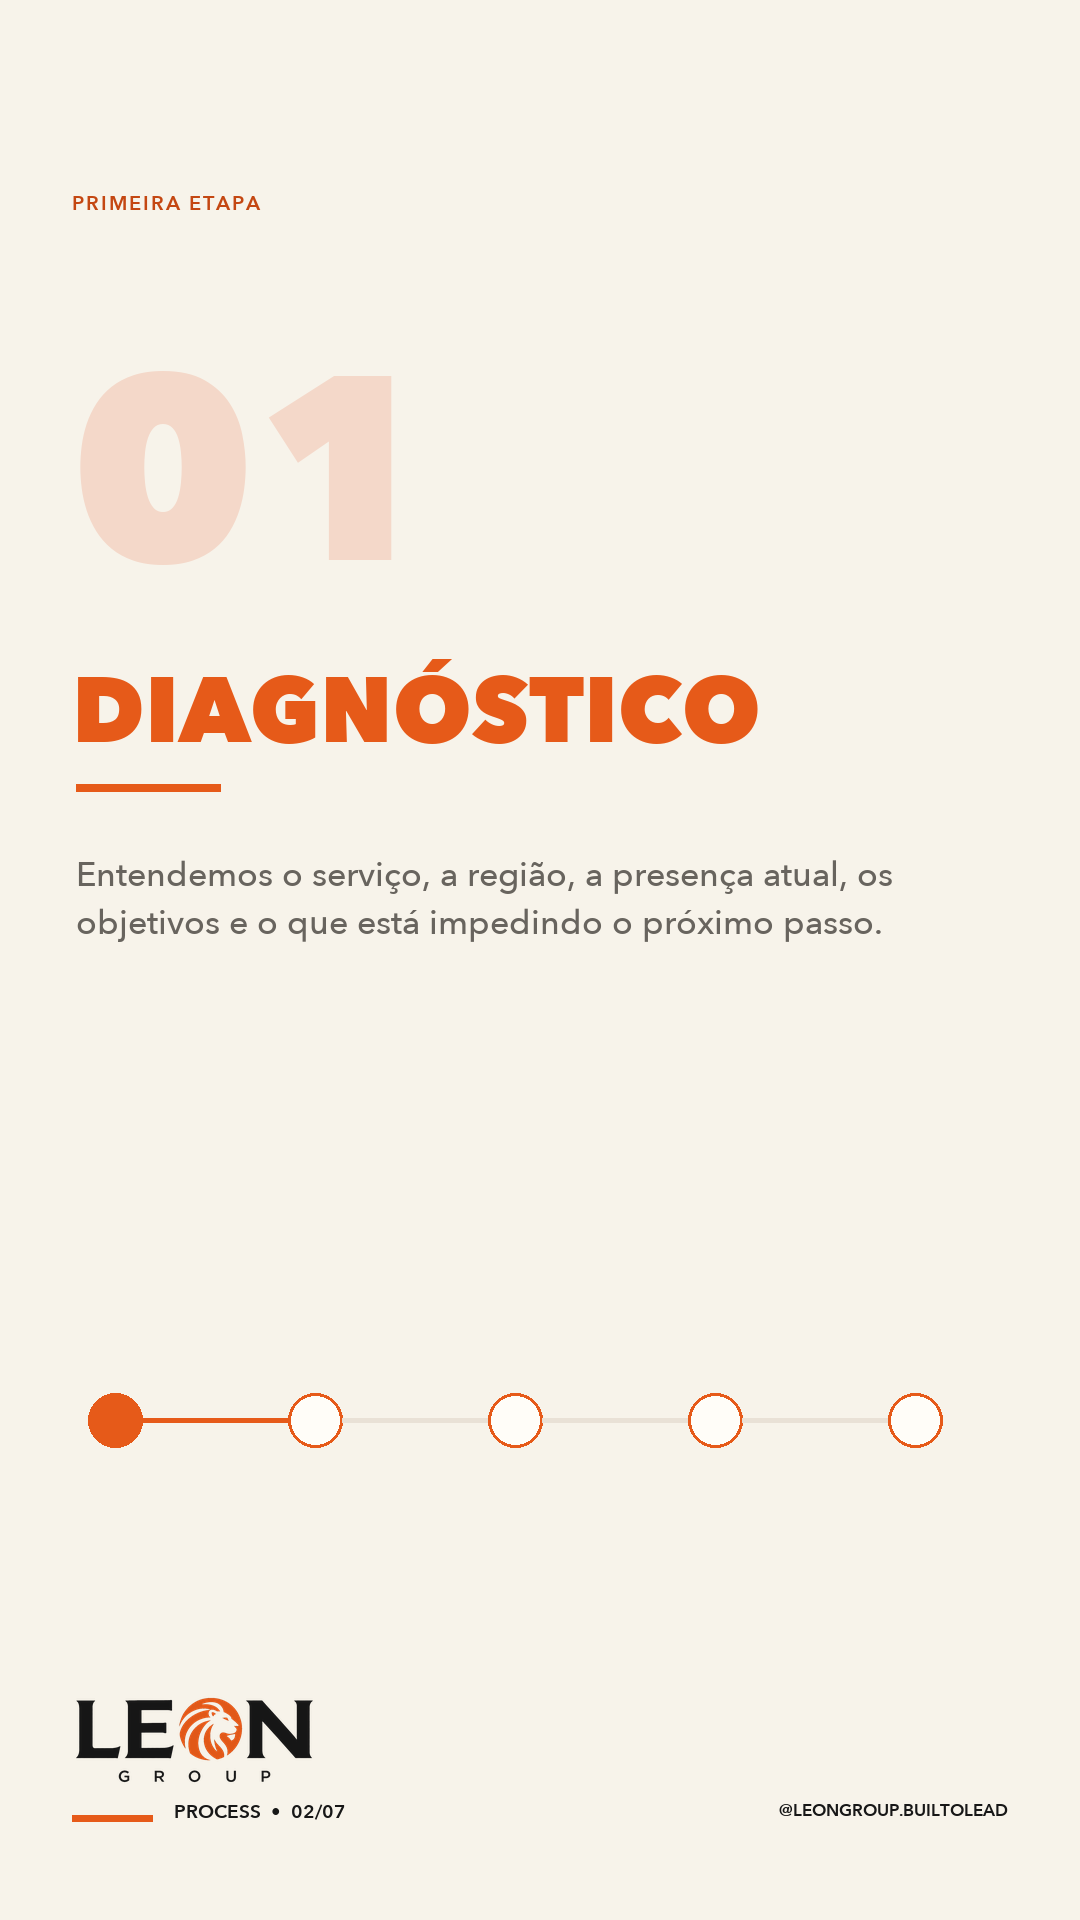 PRIMEIRA ETAPA
01
DIAGNÓSTICO
Entendemos o serviço, a região, a presença atual, os
objetivos e o que está impedindo o próximo passo.
LEON
GROUP
PROCESS • 02/07
@LEONGROUP.BUILTOLEAD